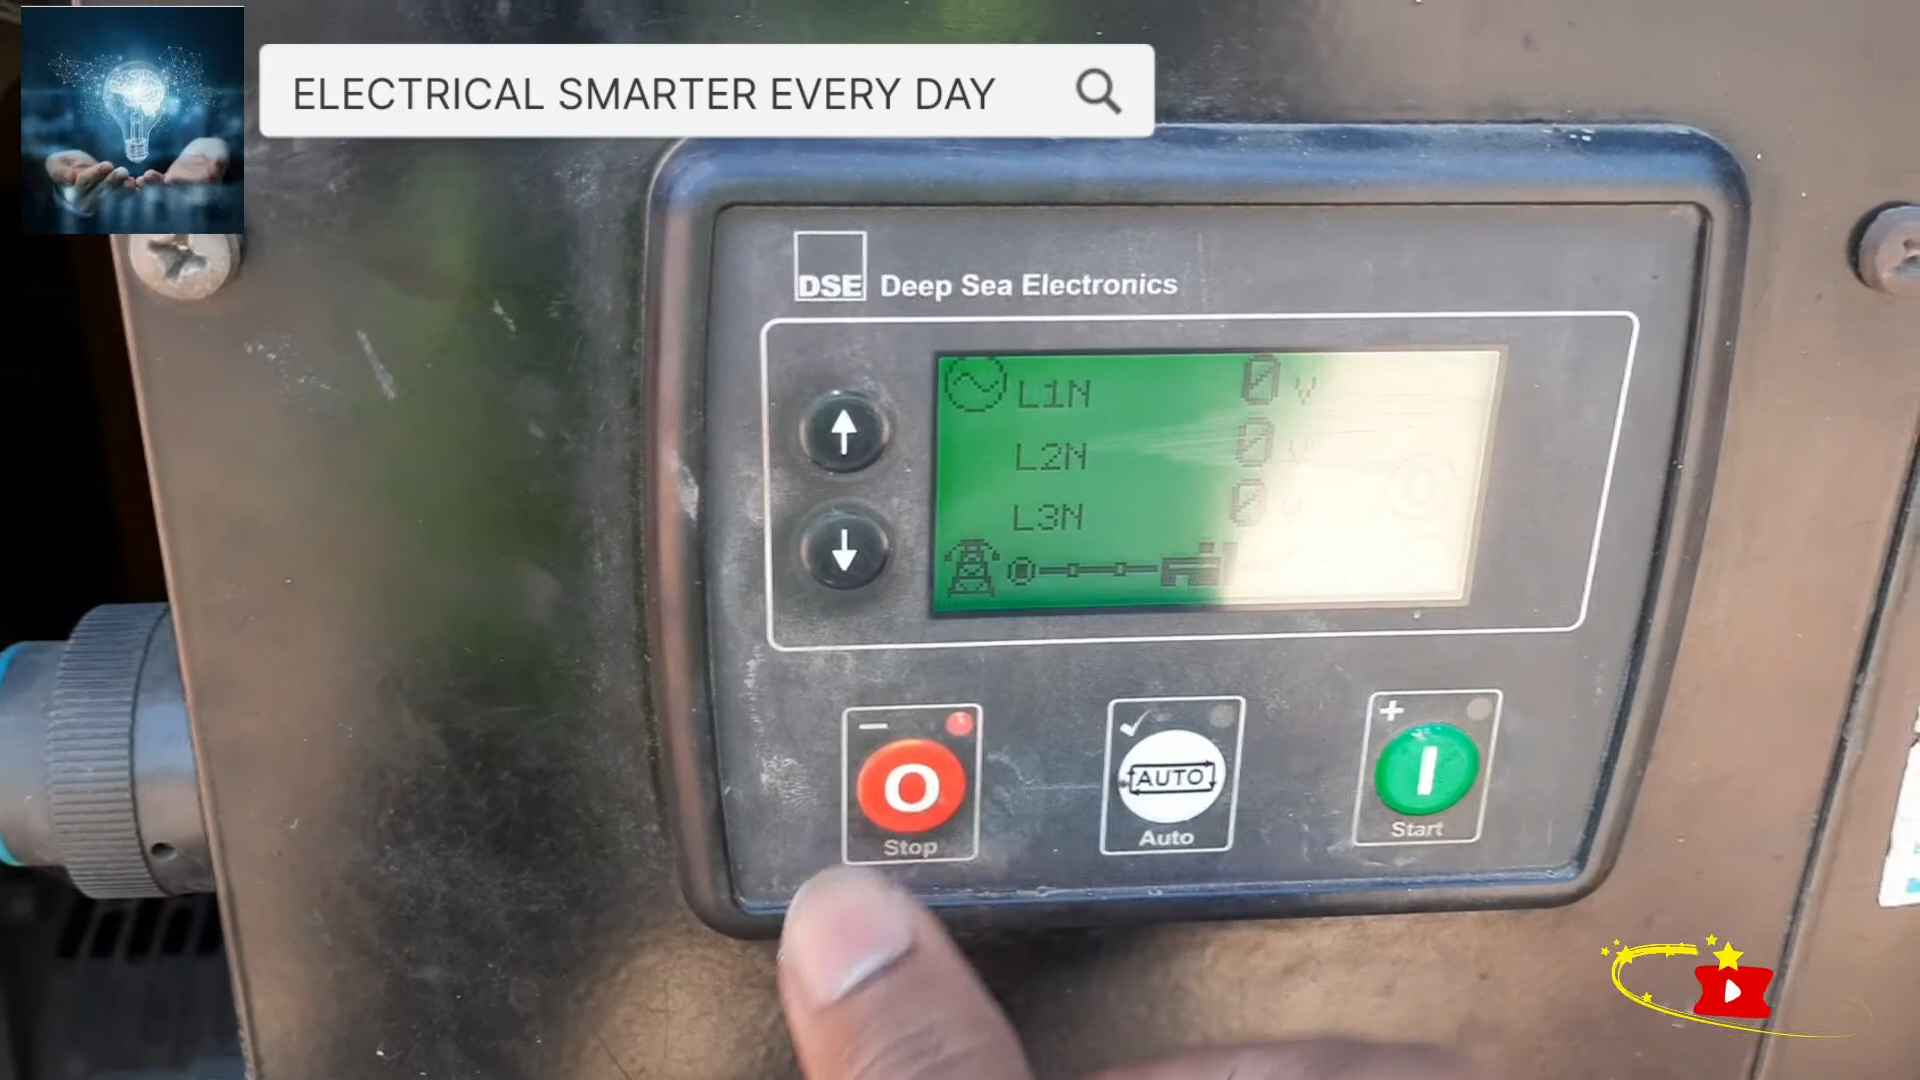 ELECTRICAL SMARTER EVERY DAY
DSE Deep Sea Electronics
L1N 0 V
L2N 0 V
L3N 0 V
O
Stop
AUTO
Auto
I
Start